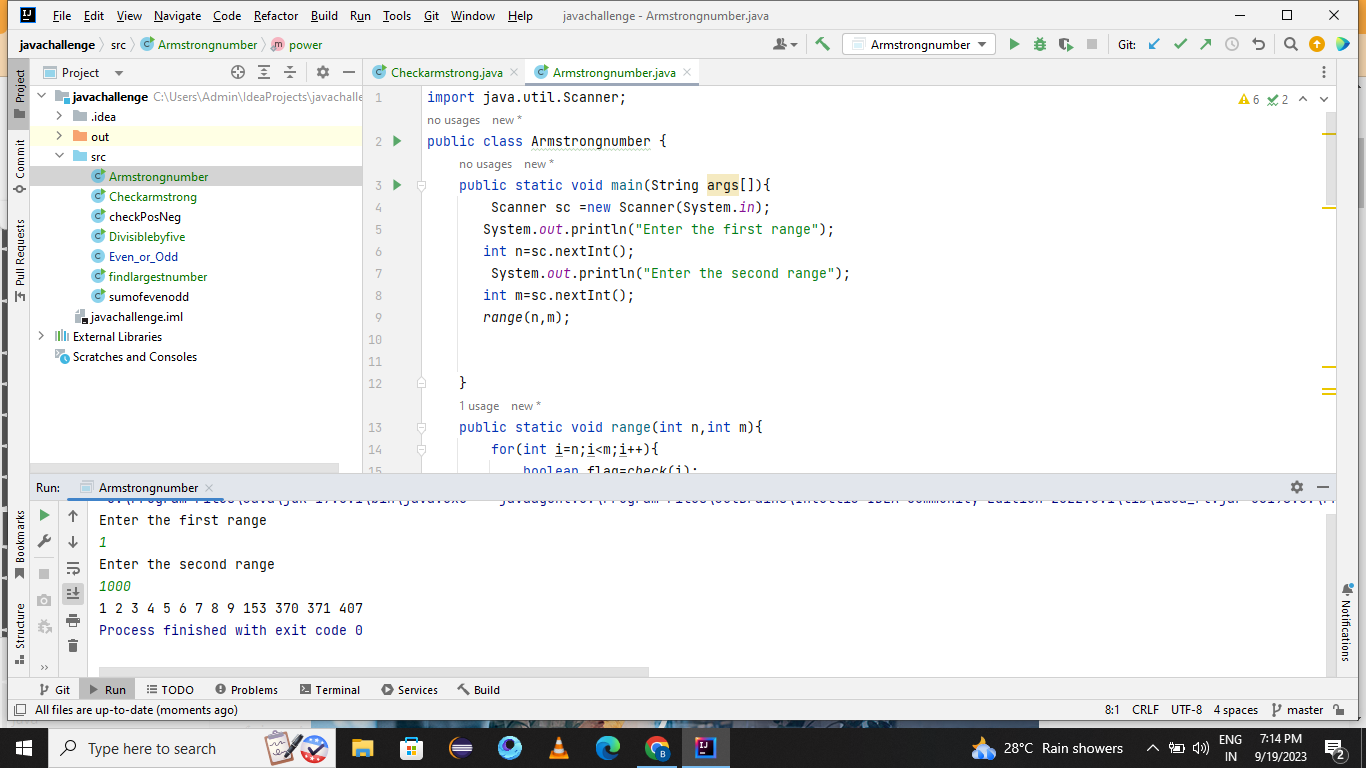 File Edit View Navigate Code Refactor Build Run Tools Git Window Help javachallenge - Armstrongnumber.java
javachallenge src Armstrongnumber power Armstrongnumber Git:
Project
Checkarmstrong.java Armstrongnumber.java
javachallenge C:\Users\Admin\IdeaProjects\javachalle
.idea
out
src
Armstrongnumber
Checkarmstrong
checkPosNeg
Divisiblebyfive
Even_or_Odd
findlargestnumber
sumofevenodd
javachallenge.iml
External Libraries
Scratches and Consoles
Project
Commit
Pull Requests
Bookmarks
Structure
6 2
1 import java.util.Scanner;
no usages new *
2 public class Armstrongnumber {
no usages new *
3 public static void main(String args[]){
4 Scanner sc =new Scanner(System.in);
5 System.out.println("Enter the first range");
6 int n=sc.nextInt();
7 System.out.println("Enter the second range");
8 int m=sc.nextInt();
9 range(n,m);
10
11
12 }
1 usage new *
13 public static void range(int n,int m){
14 for(int i=n;i<m;i++){
15 boolean flag=check(i);
Run: Armstrongnumber
Enter the first range
1
Enter the second range
1000
1 2 3 4 5 6 7 8 9 153 370 371 407
Process finished with exit code 0
Notifications
Git Run TODO Problems Terminal Services Build
All files are up-to-date (moments ago) 8:1 CRLF UTF-8 4 spaces master
Type here to search 28°C Rain showers ENG 7:14 PM
IN 9/19/2023 2